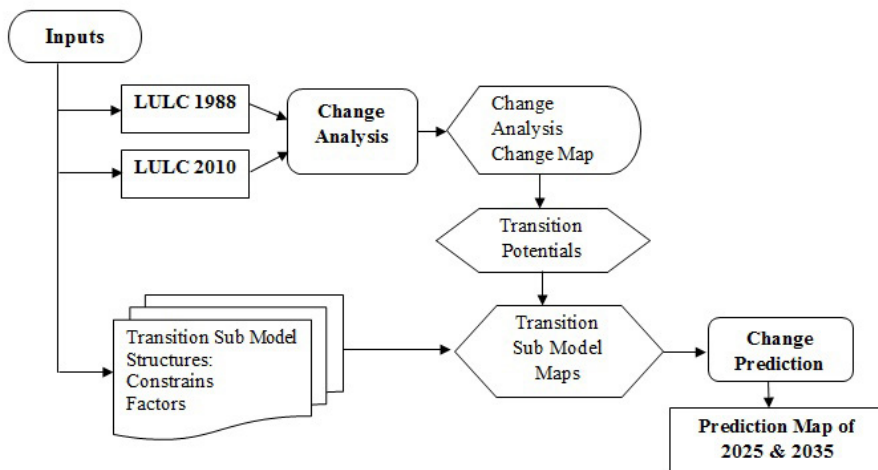 Inputs
LULC 1988
LULC 2010
Change
Analysis
Change
Analysis
Change Map
Transition
Potentials
Transition Sub Model
Structures:
Constrains
Factors
Transition
Sub Model
Maps
Change
Prediction
Prediction Map of
2025 & 2035